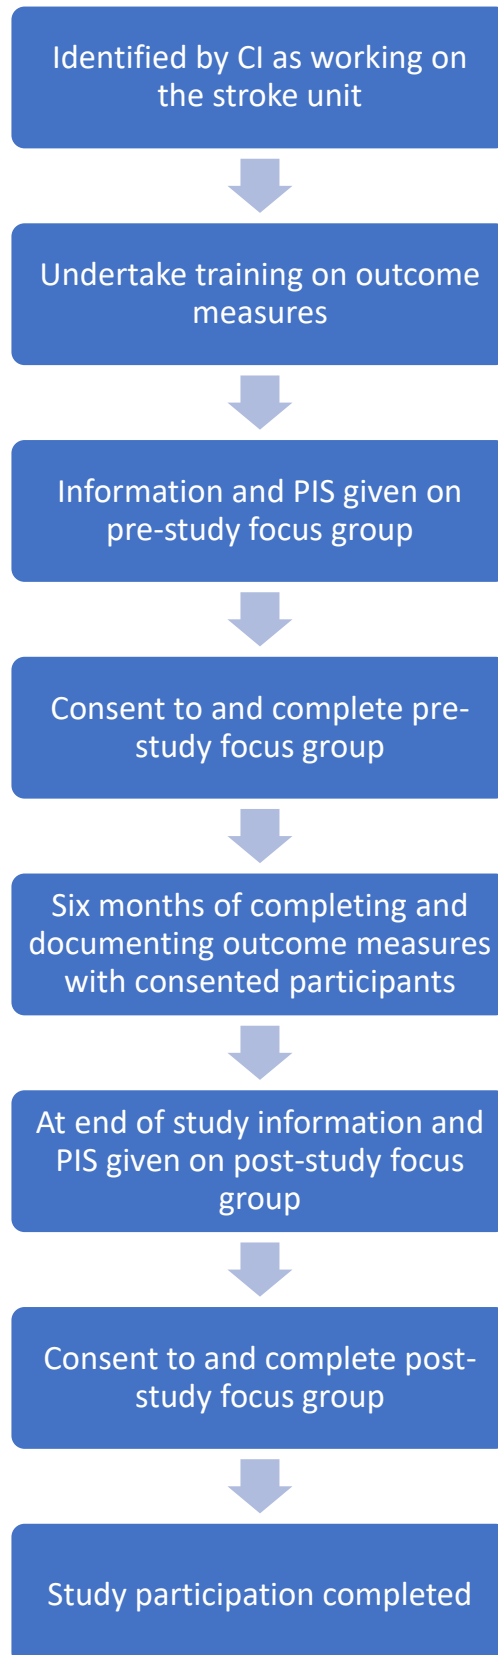 Identified by CI as working on
the stroke unit
Undertake training on outcome
measures
Information and PIS given on
pre-study focus group
Consent to and complete pre-
study focus group
Six months of completing and
documenting outcome measures
with consented participants
At end of study information and
PIS given on post-study focus
group
Consent to and complete post-
study focus group
Study participation completed